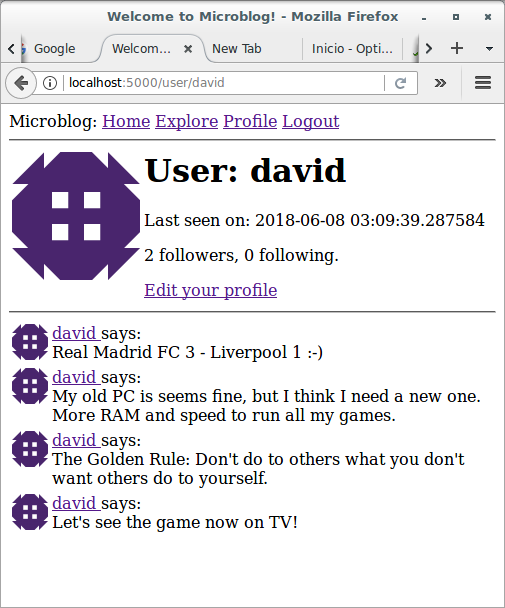 Welcome to Microblog! - Mozilla Firefox
Google
Welcom...
New Tab
Inicio - Opti...
localhost:5000/user/david
Microblog: Home Explore Profile Logout
User: david
Last seen on: 2018-06-08 03:09:39.287584
2 followers, 0 following.
Edit your profile
david says:
Real Madrid FC 3 - Liverpool 1 :-)
david says:
My old PC is seems fine, but I think I need a new one.
More RAM and speed to run all my games.
david says:
The Golden Rule: Don't do to others what you don't
want others do to yourself.
david says:
Let's see the game now on TV!